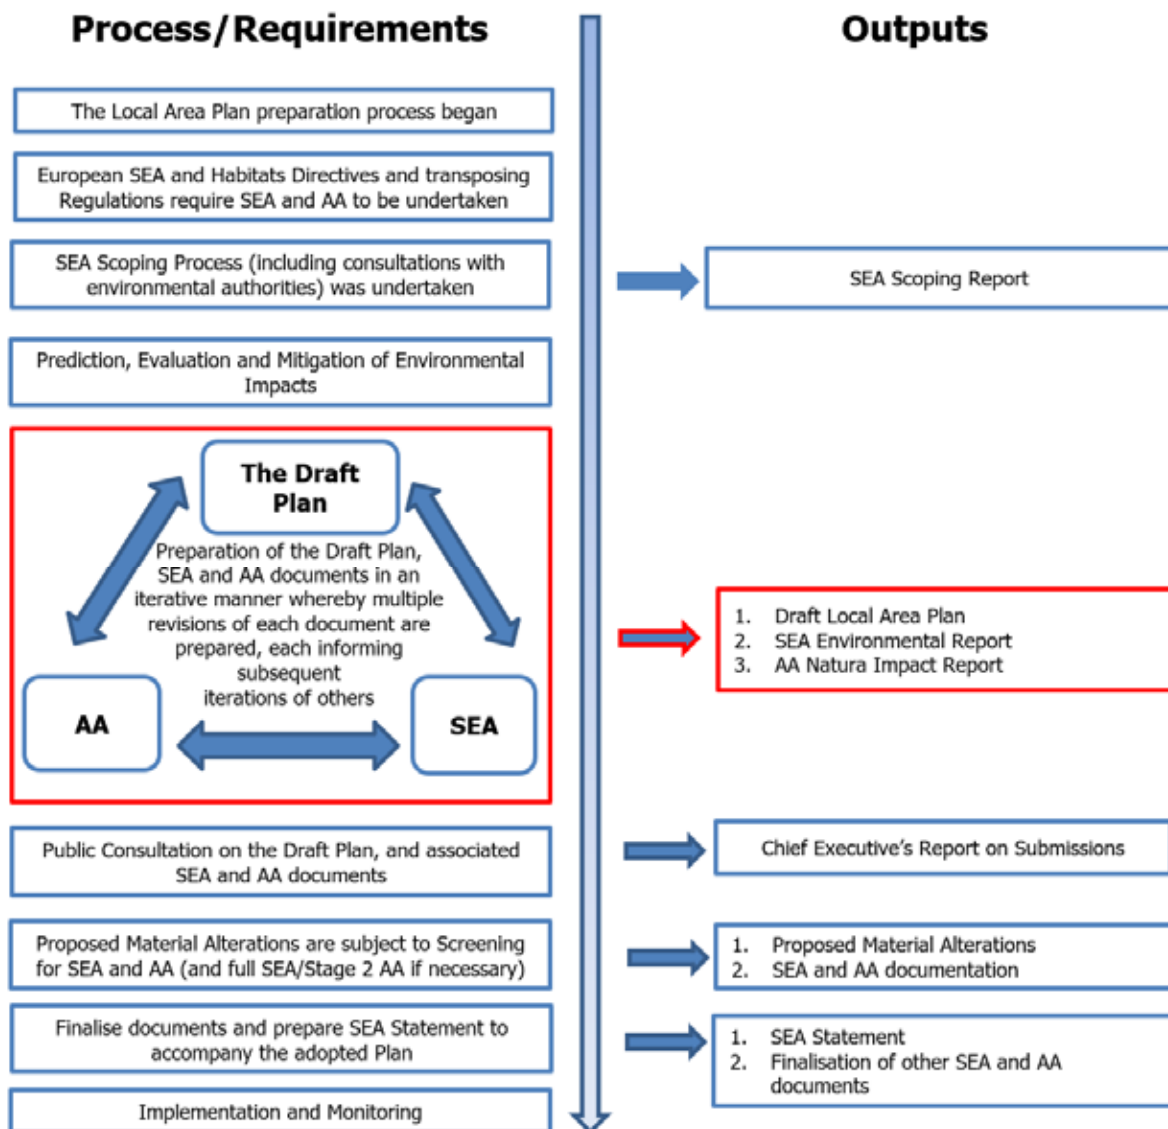 Process/Requirements
Outputs
The Local Area Plan preparation process began
European SEA and Habitats Directives and transposing
Regulations require SEA and AA to be undertaken
SEA Scoping Process (including consultations with
environmental authorities) was undertaken
SEA Scoping Report
Prediction, Evaluation and Mitigation of Environmental
Impacts
The Draft
Plan
Preparation of the Draft Plan,
SEA and AA documents in an
iterative manner whereby multiple
revisions of each document are
prepared, each informing
subsequent
iterations of others
AA
SEA
1. Draft Local Area Plan
2. SEA Environmental Report
3. AA Natura Impact Report
Public Consultation on the Draft Plan, and associated
SEA and AA documents
Chief Executive's Report on Submissions
Proposed Material Alterations are subject to Screening
for SEA and AA (and full SEA/Stage 2 AA if necessary)
1. Proposed Material Alterations
2. SEA and AA documentation
Finalise documents and prepare SEA Statement to
accompany the adopted Plan
1. SEA Statement
2. Finalisation of other SEA and AA
documents
Implementation and Monitoring